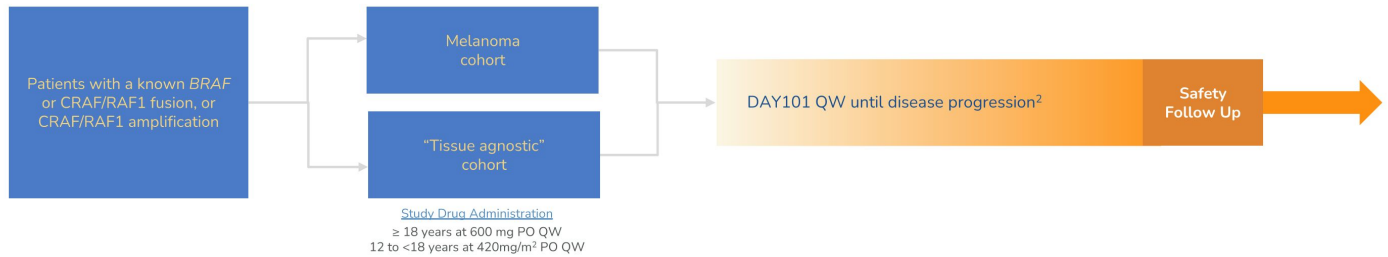 Patients with a known BRAF
or CRAF/RAF1 fusion, or
CRAF/RAF1 amplification
Melanoma
cohort
“Tissue agnostic”
cohort
Study Drug Administration
≥ 18 years at 600 mg PO QW
12 to <18 years at 420mg/m² PO QW
DAY101 QW until disease progression²
Safety
Follow Up